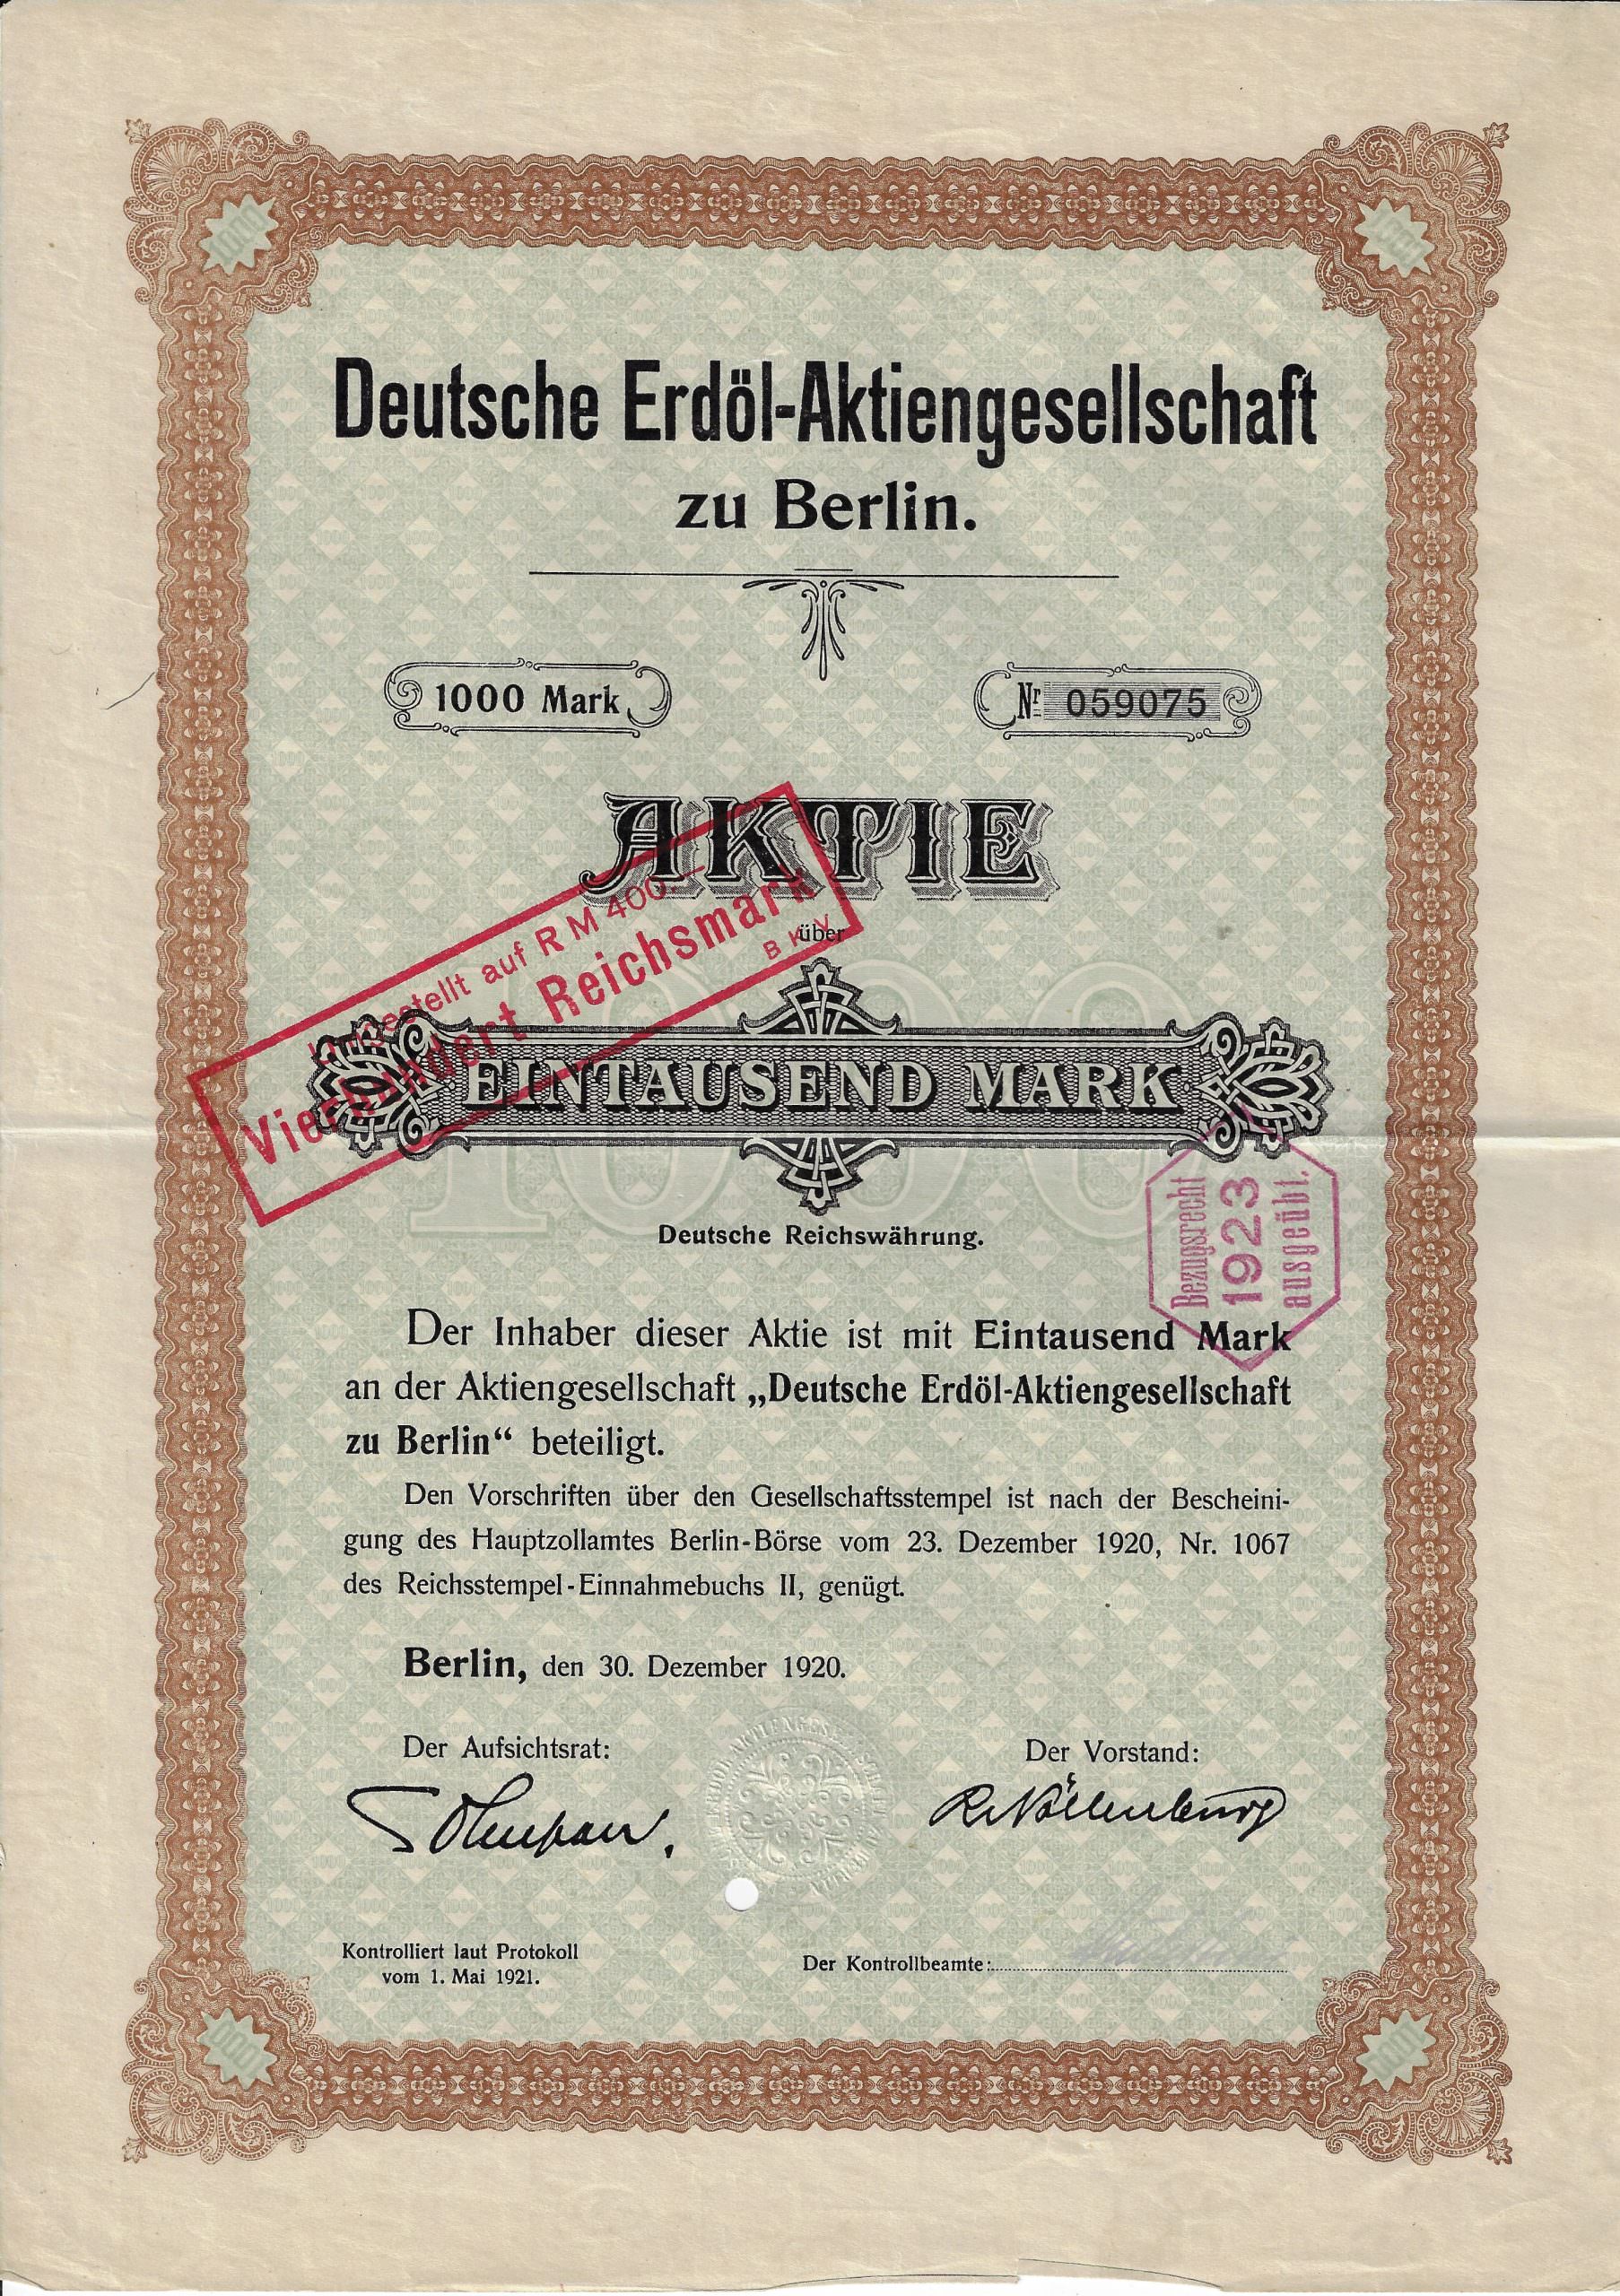 Deutsche Erdöl-Aktiengesellschaft
zu Berlin.
1000 Mark
Nr 059075
AKTIE
über
Umgestellt auf RM 400.—
Vierhundert Reichsmark
BKV
1000
EINTAUSEND MARK
Deutsche Reichswährung.
Bezugsrecht
1923
ausgeübt.
Der Inhaber dieser Aktie ist mit Eintausend Mark
an der Aktiengesellschaft „Deutsche Erdöl-Aktiengesellschaft
zu Berlin“ beteiligt.
Den Vorschriften über den Gesellschaftsstempel ist nach der Bescheini-
gung des Hauptzollamtes Berlin-Börse vom 23. Dezember 1920, Nr. 1067
des Reichsstempel-Einnahmebuchs II, genügt.
Berlin, den 30. Dezember 1920.
Der Aufsichtsrat:
Der Vorstand:
Kontrolliert laut Protokoll
vom 1. Mai 1921.
Der Kontrollbeamte: